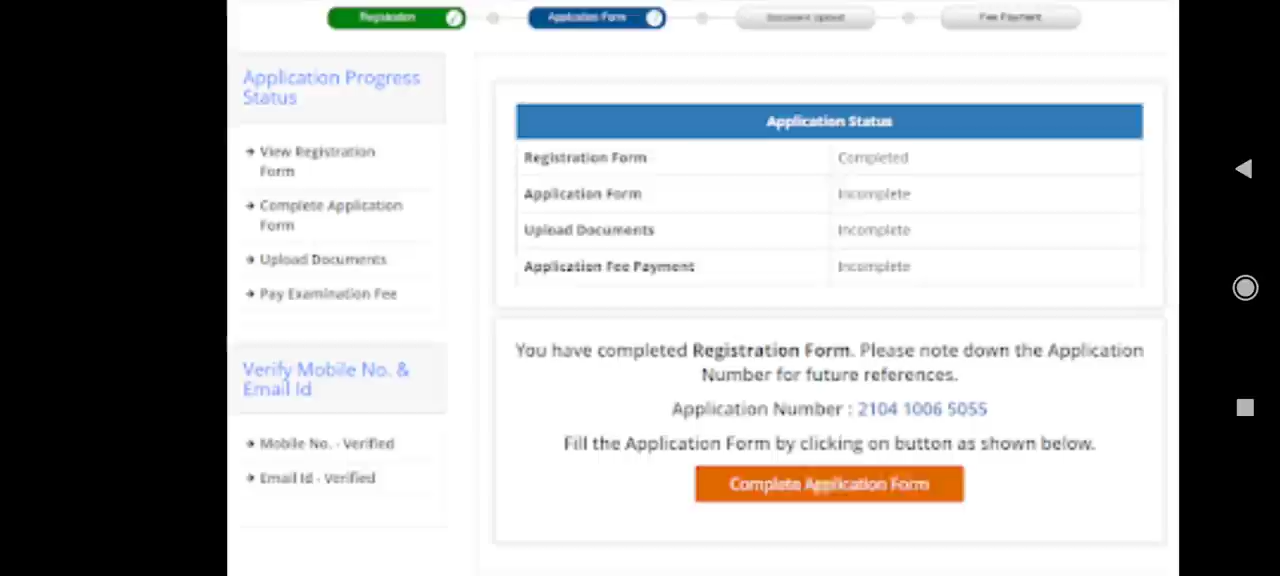 Registration
Application Form
Document Upload
Fee Payment
Application Progress
Status
View Registration
Form
Complete Application
Form
Upload Documents
Pay Examination Fee
Verify Mobile No. &
Email Id
Mobile No. - Verified
Email Id - Verified
Application Status
Registration Form Completed
Application Form Incomplete
Upload Documents Incomplete
Application Fee Payment Incomplete
You have completed Registration Form. Please note down the Application
Number for future references.
Application Number : 2104 1006 5055
Fill the Application Form by clicking on button as shown below.
Complete Application Form